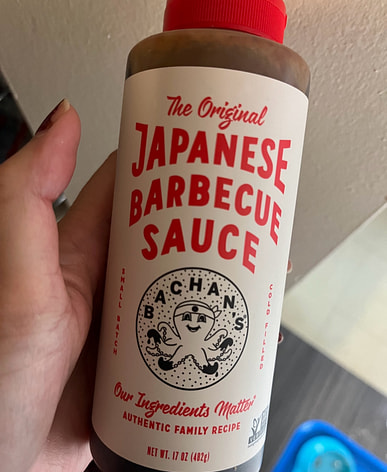 The Original
JAPANESE
BARBECUE
SAUCE
SMALL BATCH
BACHAN'S
COLD FILLED
Our Ingredients Matter
AUTHENTIC FAMILY RECIPE
NET WT. 17 OZ (482g)